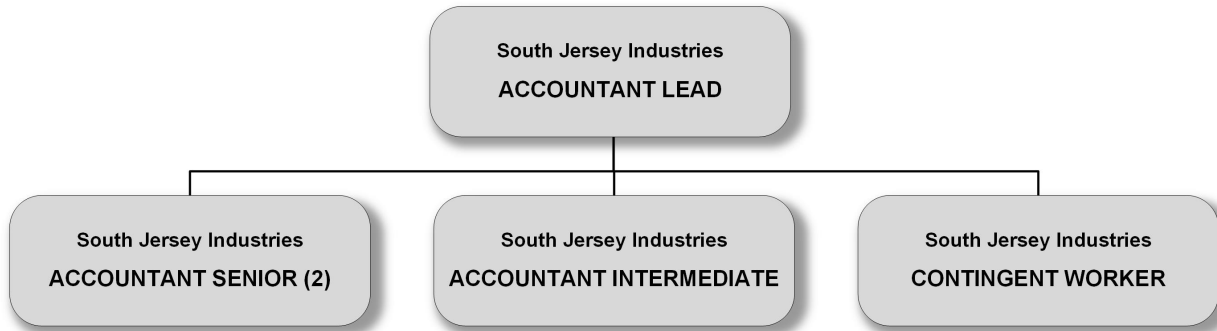 South Jersey Industries
ACCOUNTANT LEAD
South Jersey Industries
ACCOUNTANT SENIOR (2)
South Jersey Industries
ACCOUNTANT INTERMEDIATE
South Jersey Industries
CONTINGENT WORKER